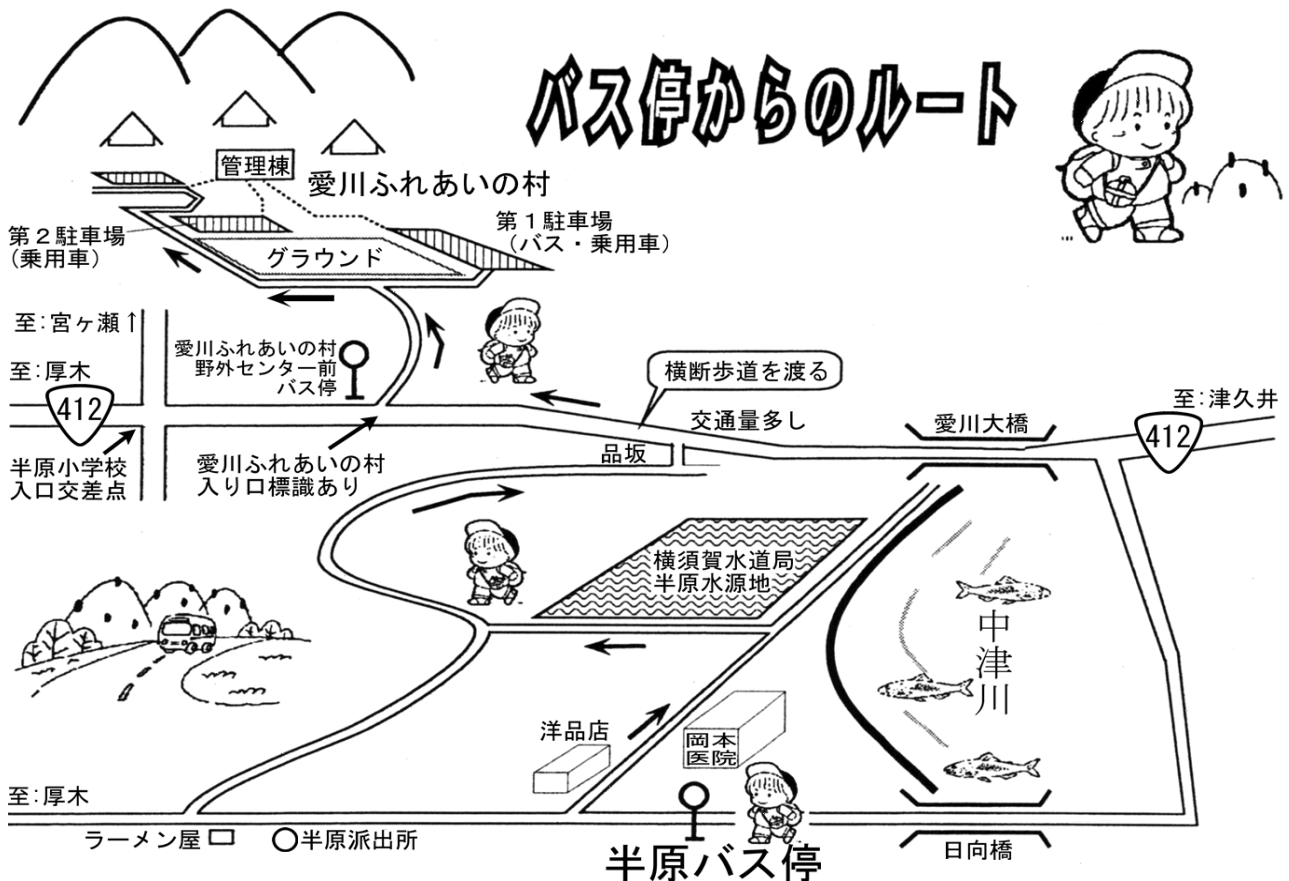 バス停からのルート
管理棟
愛川ふれあいの村
第２駐車場
（乗用車）
第１駐車場
（バス・乗用車）
グラウンド
至：宮ヶ瀬↑
至：厚木
412
愛川ふれあいの村
野外センター前
バス停
横断歩道を渡る
交通量多し
愛川大橋
至：津久井
412
半原小学校
入口交差点
愛川ふれあいの村
入り口標識あり
品坂
横須賀水道局
半原水源地
中津川
洋品店
岡本
医院
至：厚木
ラーメン屋
半原派出所
半原バス停
日向橋